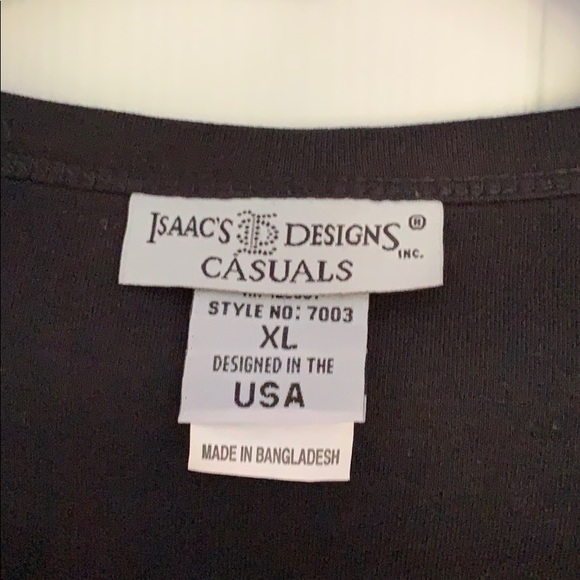 ISAAC'S DESIGNS® INC.
CASUALS
STYLE NO: 7003
XL
DESIGNED IN THE
USA
MADE IN BANGLADESH